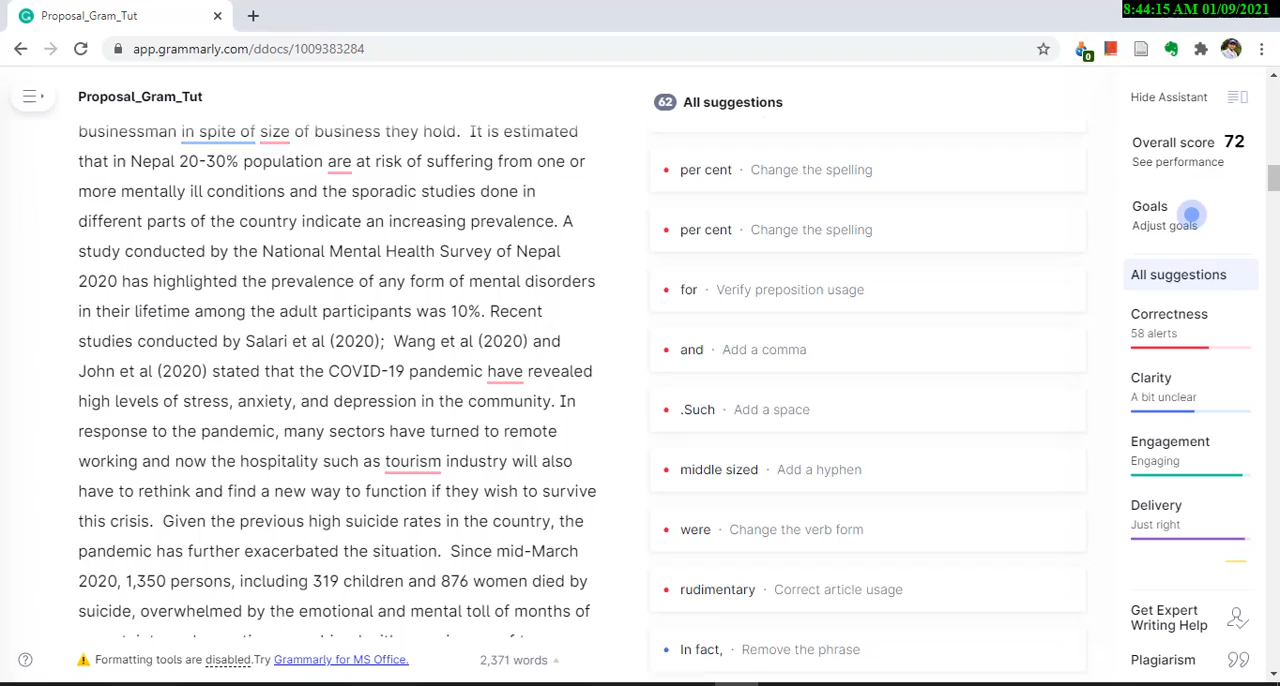 Proposal_Gram_Tut
8:44:15 AM 01/09/2021
app.grammarly.com/ddocs/1009383284
0
Proposal_Gram_Tut
businessman in spite of size of business they hold.  It is estimated
that in Nepal 20-30% population are at risk of suffering from one or
more mentally ill conditions and the sporadic studies done in
different parts of the country indicate an increasing prevalence. A
study conducted by the National Mental Health Survey of Nepal
2020 has highlighted the prevalence of any form of mental disorders
in their lifetime among the adult participants was 10%. Recent
studies conducted by Salari et al (2020);  Wang et al (2020) and
John et al (2020) stated that the COVID-19 pandemic have revealed
high levels of stress, anxiety, and depression in the community. In
response to the pandemic, many sectors have turned to remote
working and now the hospitality such as tourism industry will also
have to rethink and find a new way to function if they wish to survive
this crisis.  Given the previous high suicide rates in the country, the
pandemic has further exacerbated the situation.  Since mid-March
2020, 1,350 persons, including 319 children and 876 women died by
suicide, overwhelmed by the emotional and mental toll of months of
Formatting tools are disabled.Try Grammarly for MS Office.
2,371 words
62 All suggestions
per cent · Change the spelling
per cent · Change the spelling
for · Verify preposition usage
and · Add a comma
.Such · Add a space
middle sized · Add a hyphen
were · Change the verb form
rudimentary · Correct article usage
In fact, · Remove the phrase
Hide Assistant
Overall score 72
See performance
Goals
Adjust goals
All suggestions
Correctness
58 alerts
Clarity
A bit unclear
Engagement
Engaging
Delivery
Just right
Get Expert
Writing Help
Plagiarism